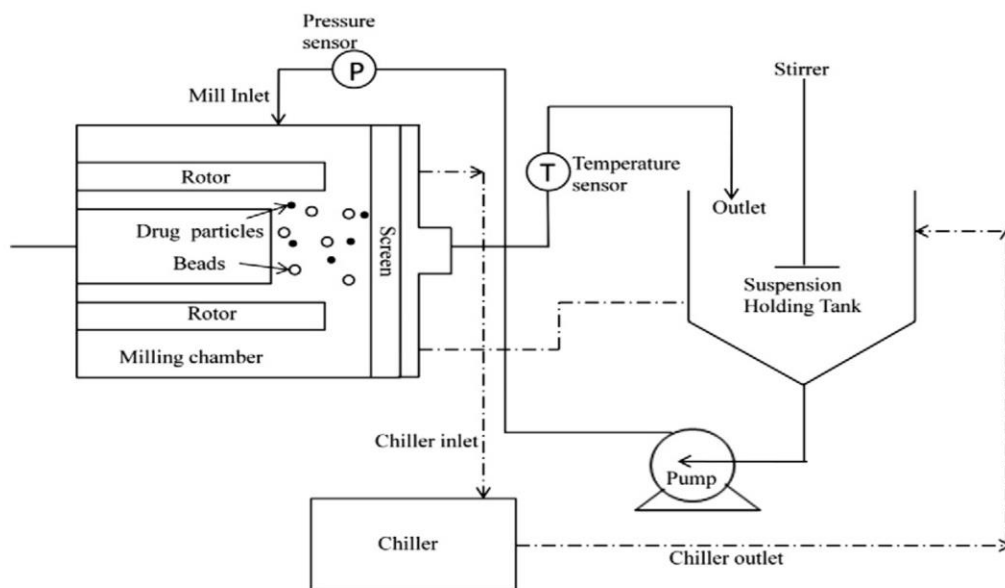 Pressure
sensor
P
Mill Inlet
Stirrer
Temperature
sensor
T
Rotor
Outlet
Drug particles
Screen
Beads
Suspension
Holding Tank
Rotor
Milling chamber
Chiller inlet
Pump
Chiller
Chiller outlet